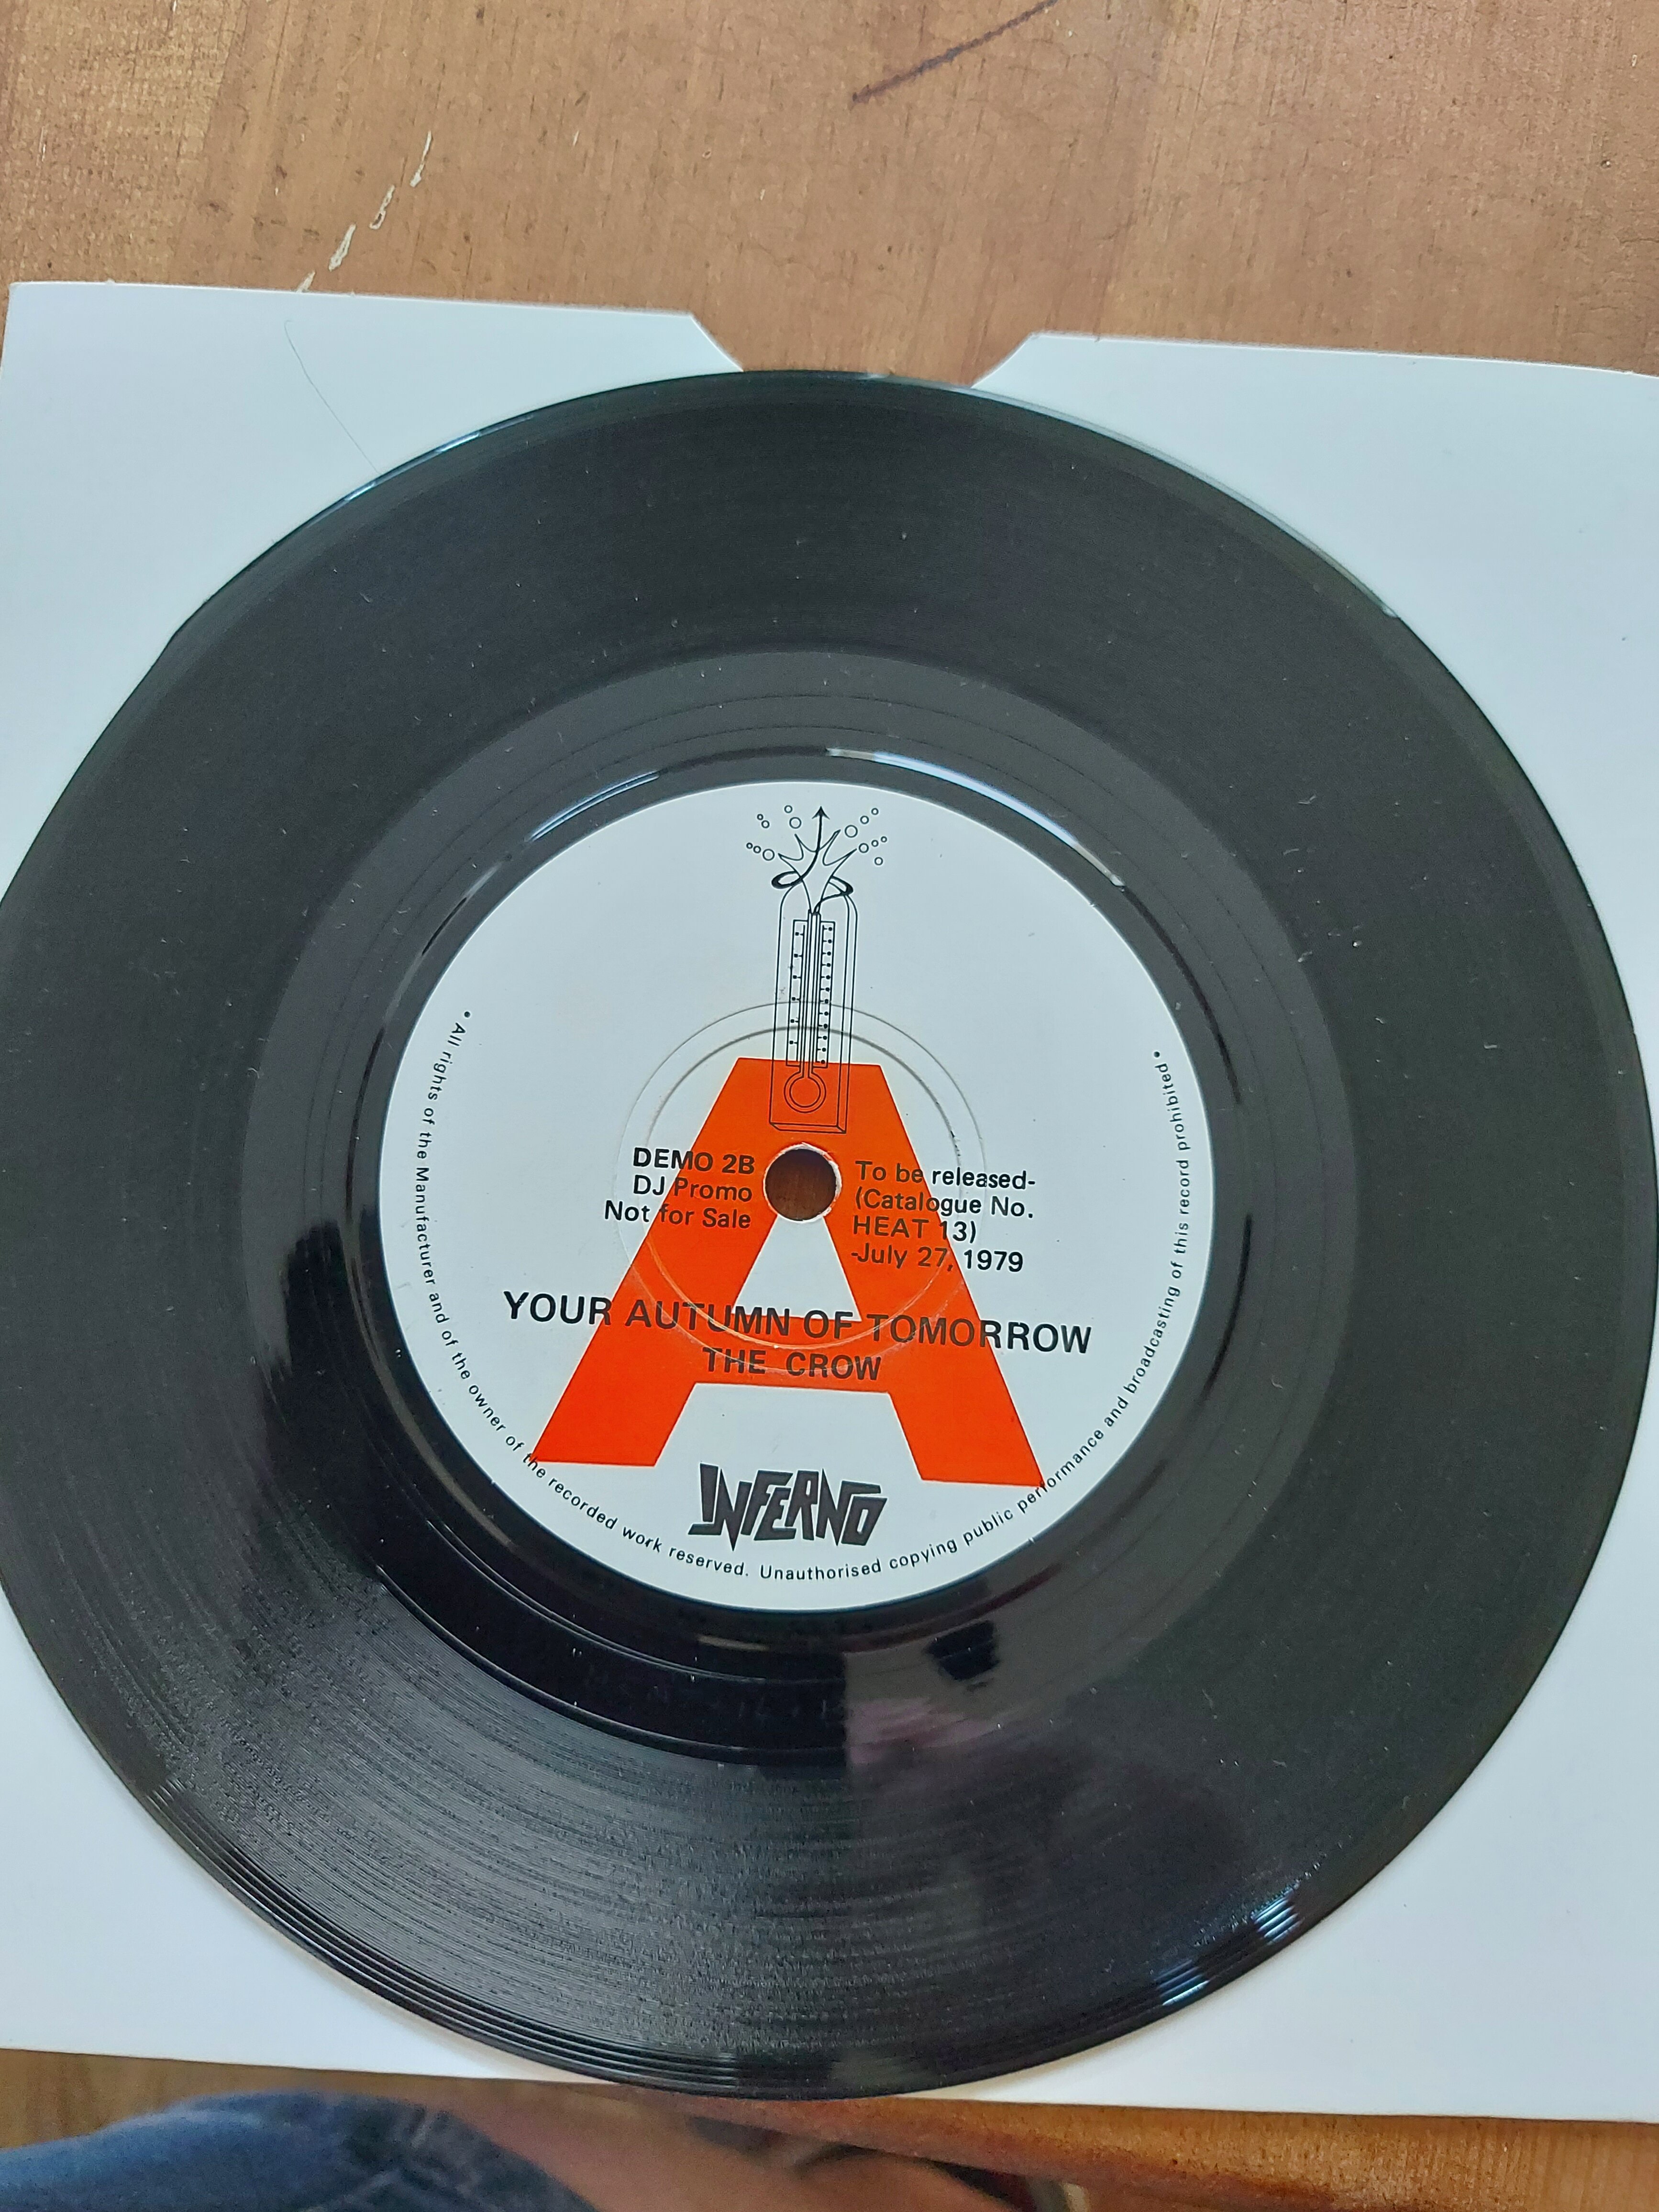 DEMO 2B
DJ Promo
Not for Sale
To be released-
(Catalogue No.
HEAT 13)
-July 27, 1979
YOUR AUTUMN OF TOMORROW
THE CROW
INFERNO
• All rights of the Manufacturer and of the owner of the recorded work reserved. Unauthorised copying public performance and broadcasting of this record prohibited •